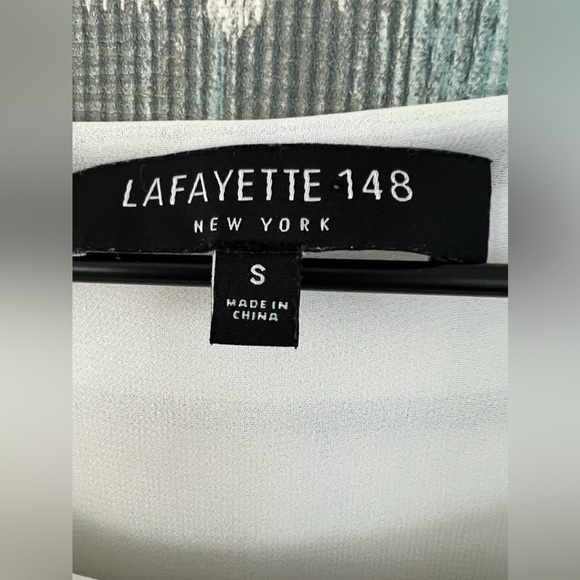 LAFAYETTE 148
NEW YORK
S
MADE IN
CHINA